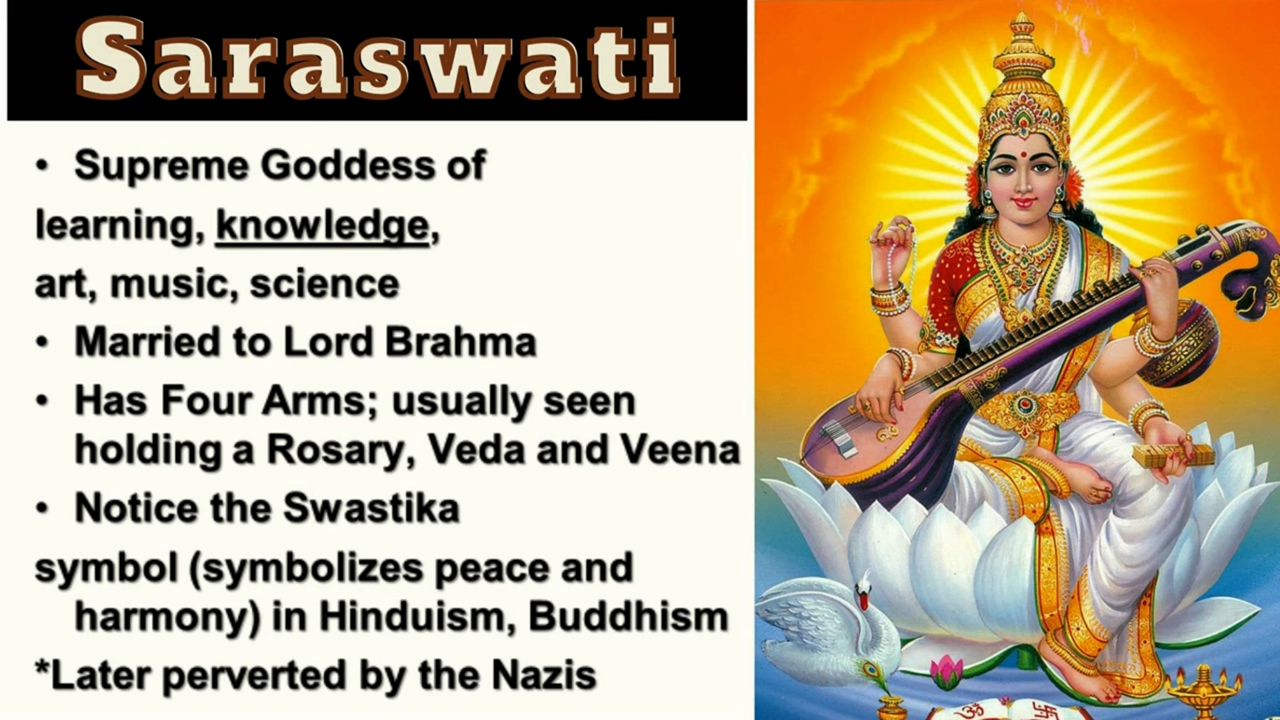 Saraswati
• Supreme Goddess of
learning, knowledge,
art, music, science
• Married to Lord Brahma
• Has Four Arms; usually seen
holding a Rosary, Veda and Veena
• Notice the Swastika
symbol (symbolizes peace and
harmony) in Hinduism, Buddhism
*Later perverted by the Nazis
ॐ 卐